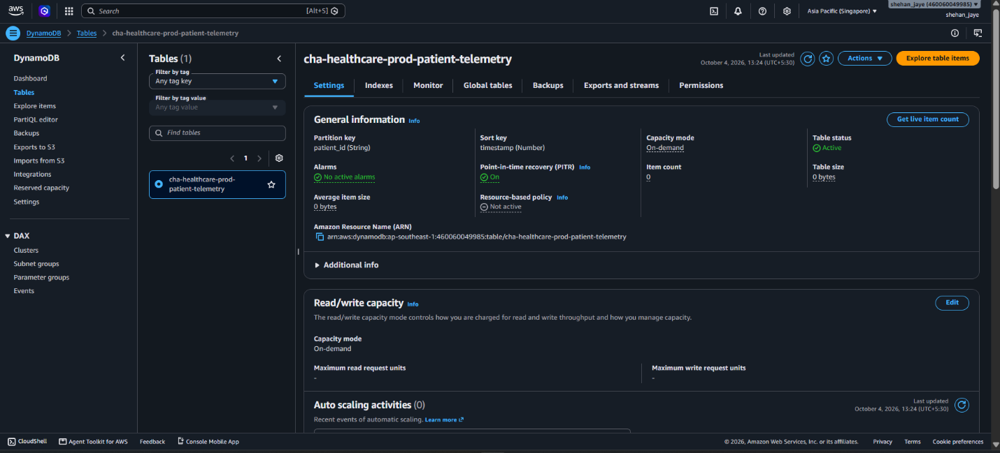 aws
Search
[Alt+S]
Asia Pacific (Singapore)
shehan_jaye (460060049985)
shehan_jaye
DynamoDB
Tables
cha-healthcare-prod-patient-telemetry
DynamoDB
Dashboard
Tables
Explore items
PartiQL editor
Backups
Exports to S3
Imports from S3
Integrations
Reserved capacity
Settings
DAX
Clusters
Subnet groups
Parameter groups
Events
Tables (1)
Filter by tag
Any tag key
Filter by tag value
Any tag value
Find tables
1
cha-healthcare-prod-
patient-telemetry
cha-healthcare-prod-patient-telemetry
Last updated
October 4, 2026, 13:24 (UTC+5:30)
Actions
Explore table items
Settings
Indexes
Monitor
Global tables
Backups
Exports and streams
Permissions
General information Info
Get live item count
Partition key
patient_id (String)
Sort key
timestamp (Number)
Capacity mode
On-demand
Table status
Active
Alarms
No active alarms
Point-in-time recovery (PITR) Info
On
Item count
0
Table size
0 bytes
Average item size
0 bytes
Resource-based policy Info
Not active
Amazon Resource Name (ARN)
arn:aws:dynamodb:ap-southeast-1:460060049985:table/cha-healthcare-prod-patient-telemetry
Additional info
Read/write capacity Info
Edit
The read/write capacity mode controls how you are charged for read and write throughput and how you manage capacity.
Capacity mode
On-demand
Maximum read request units
-
Maximum write request units
-
Auto scaling activities (0)
Last updated
October 4, 2026, 13:24 (UTC+5:30)
Recent events of automatic scaling. Learn more
CloudShell
Agent Toolkit for AWS
Feedback
Console Mobile App
© 2026, Amazon Web Services, Inc. or its affiliates.
Privacy
Terms
Cookie preferences